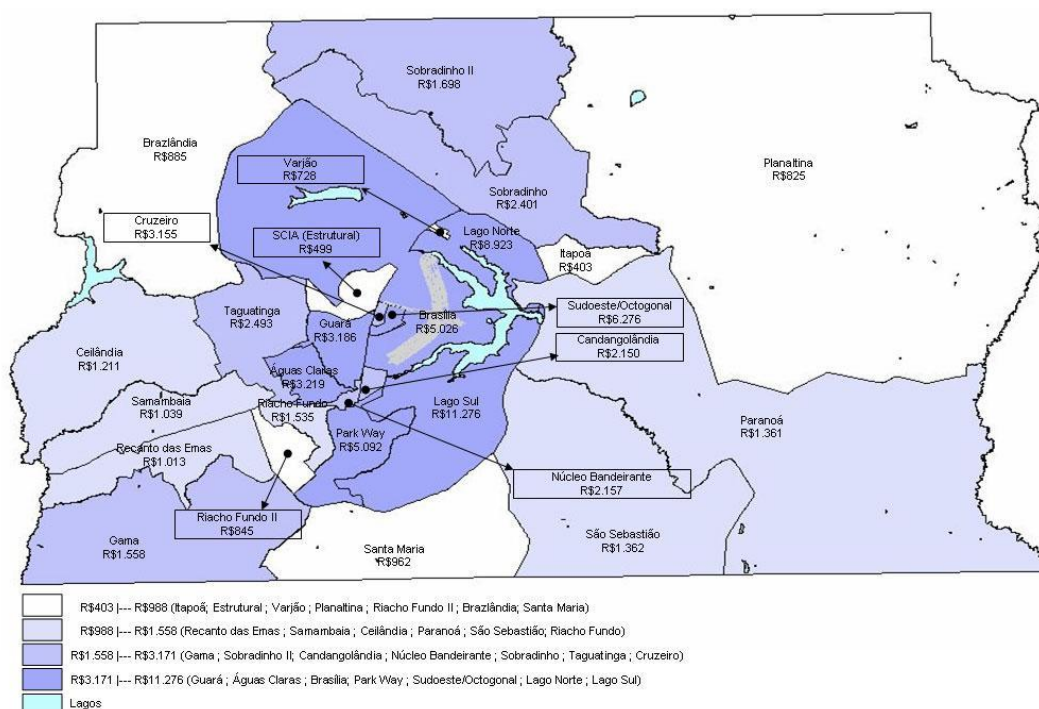 Sobradinho II
R$1.698
Brazlândia
R$885
Varjão
R$728
Planaltina
R$825
Sobradinho
R$2.401
Cruzeiro
R$3.155
SCIA (Estrutural)
R$499
Lago Norte
R$8.923
Itapoã
R$403
Taguatinga
R$2.493
Guará
R$3.186
Brasília
R$5.026
Sudoeste/Octogonal
R$6.276
Candangolândia
R$2.150
Ceilândia
R$1.211
Águas Claras
R$3.219
Samambaia
R$1.039
Riacho Fundo
R$1.535
Lago Sul
R$11.276
Paranoá
R$1.361
Park Way
R$5.092
Recanto das Emas
R$1.013
Núcleo Bandeirante
R$2.157
Riacho Fundo II
R$845
Gama
R$1.558
Santa Maria
R$962
São Sebastião
R$1.362
R$403 |--- R$988 (Itapoã; Estrutural ; Varjão ; Planaltina ; Riacho Fundo II ; Brazlândia; Santa Maria)
R$988 |--- R$1.558 (Recanto das Emas ; Samambaia ; Ceilândia ; Paranoá ; São Sebastião; Riacho Fundo)
R$1.558 |--- R$3.171 (Gama ; Sobradinho II; Candangolândia ; Núcleo Bandeirante ; Sobradinho ; Taguatinga ; Cruzeiro)
R$3.171 |--- R$11.276 (Guará ; Águas Claras ; Brasília; Park Way ; Sudoeste/Octogonal ; Lago Norte ; Lago Sul)
Lagos